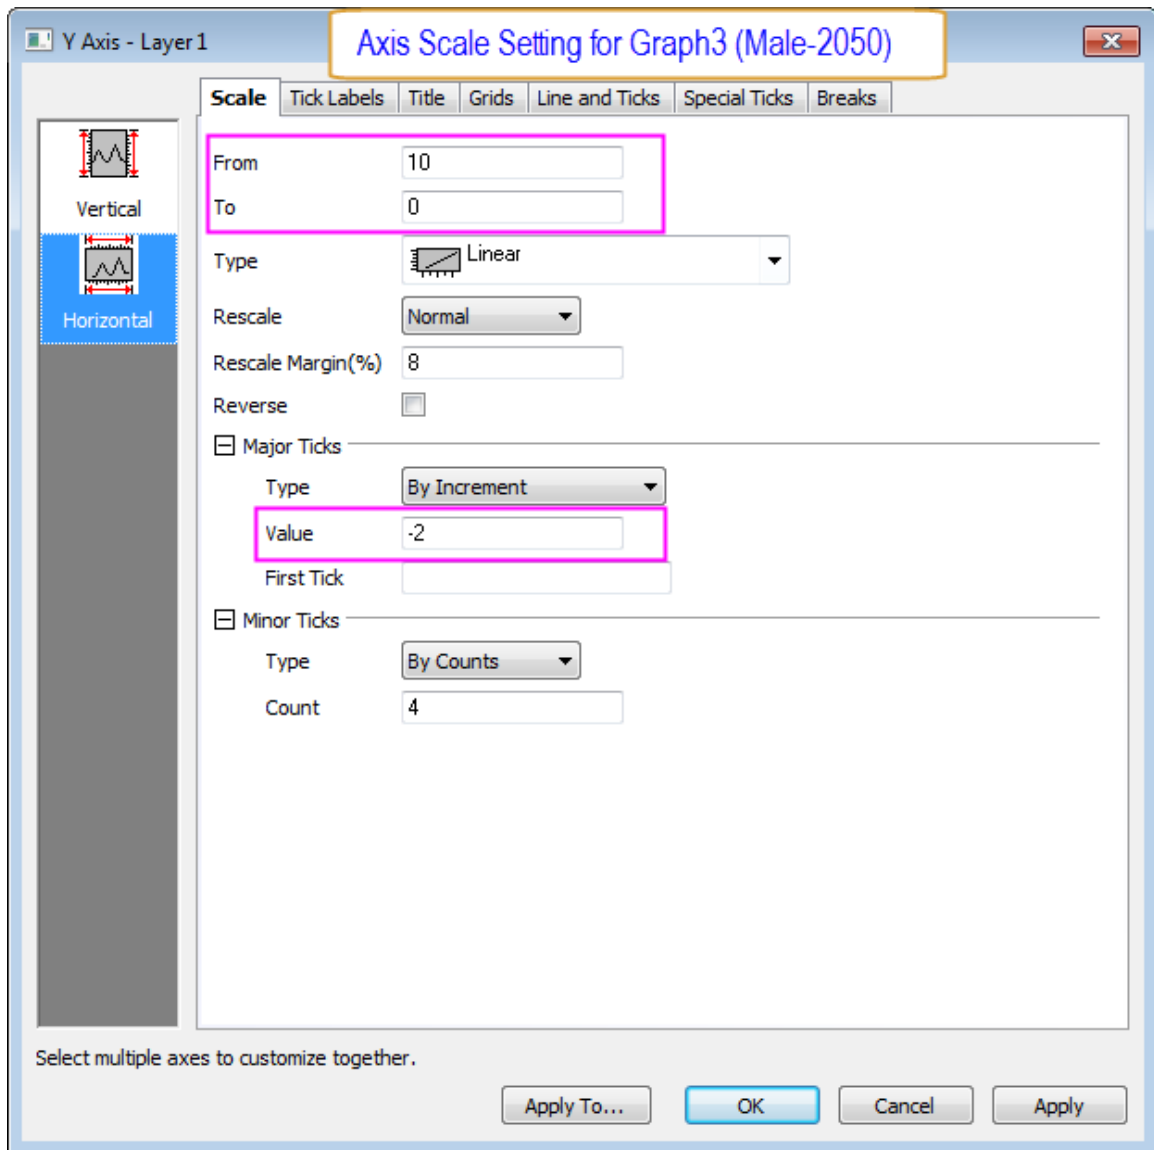 Y Axis - Layer1
Axis Scale Setting for Graph3 (Male-2050)
Scale Tick Labels Title Grids Line and Ticks Special Ticks Breaks
Vertical
Horizontal
From 10
To 0
Type Linear
Rescale Normal
Rescale Margin(%) 8
Reverse
Major Ticks
Type By Increment
Value -2
First Tick
Minor Ticks
Type By Counts
Count 4
Select multiple axes to customize together.
Apply To... OK Cancel Apply